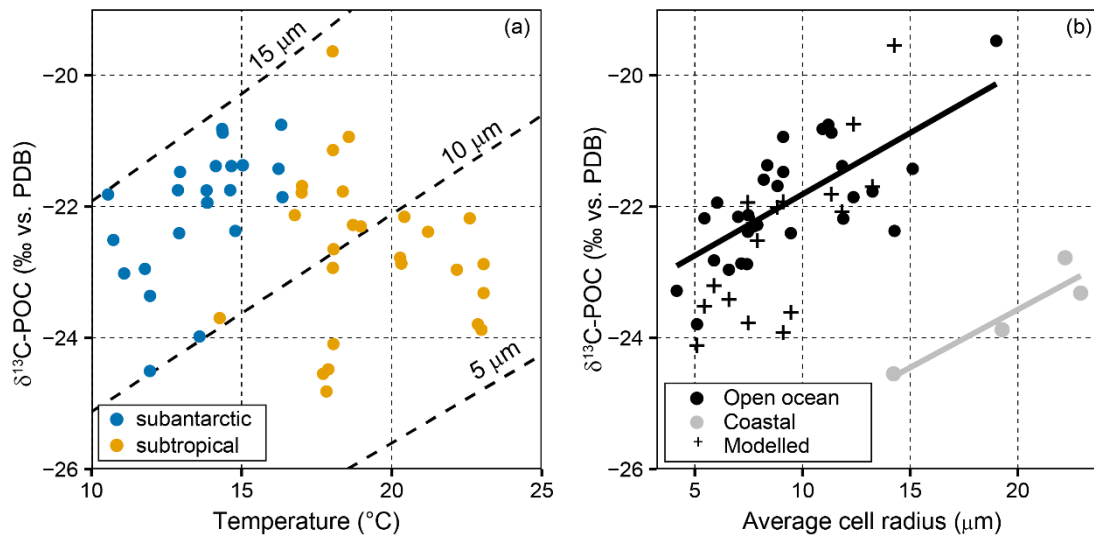 (a)
15 μm
10 μm
5 μm
−20
−22
−24
−26
δ¹³C-POC (‰ vs. PDB)
subantarctic
subtropical
10
15
20
25
Temperature (°C)
(b)
−20
−22
−24
−26
δ¹³C-POC (‰ vs. PDB)
Open ocean
Coastal
Modelled
5
10
15
20
Average cell radius (μm)